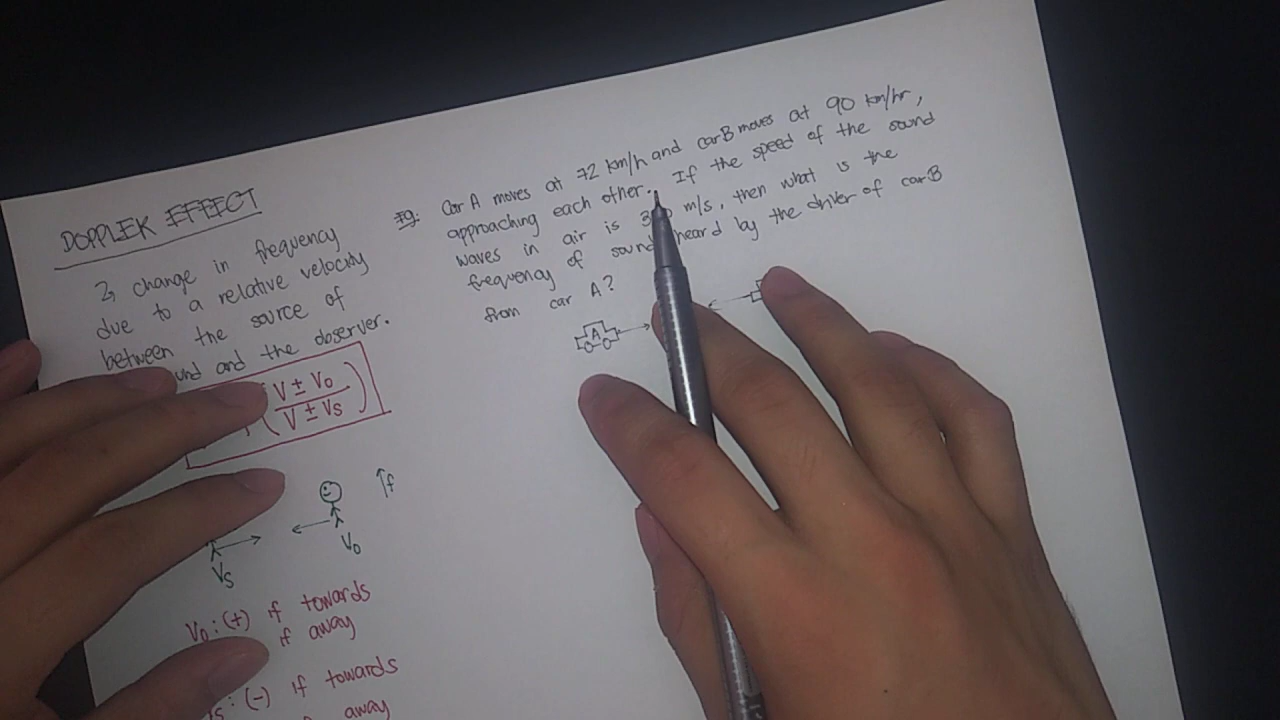 DOPPLER EFFECT
↳ change in frequency
due to a relative velocity
between the source of
and the observer.
V ± Vo
V ± Vs
↑f
Vs
Vo
Vo : (+) if towards
if away
: (-) if towards
away
eg: Car A moves at 72 km/h and car B moves at 90 km/hr,
approaching each other. If the speed of the sound
waves in air is m/s, then what is the
frequency of sound heard by the driver of car B
from car A?
A